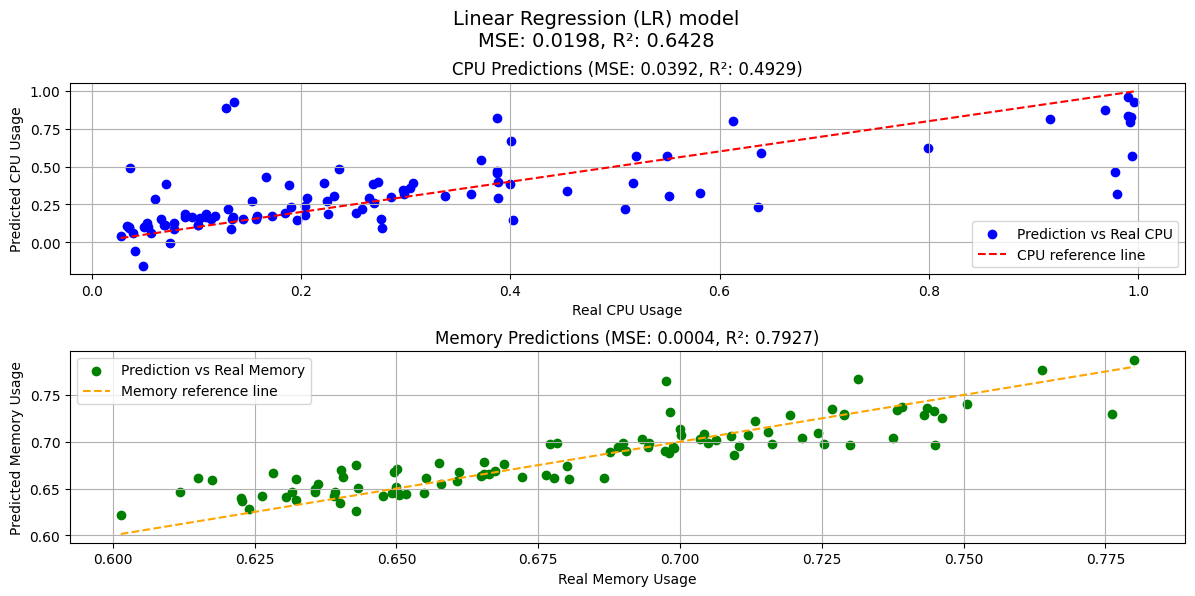 Linear Regression (LR) model
MSE: 0.0198, R²: 0.6428
CPU Predictions (MSE: 0.0392, R²: 0.4929)
Predicted CPU Usage
1.00
0.75
0.50
0.25
0.00
Prediction vs Real CPU
CPU reference line
0.0 0.2 0.4 0.6 0.8 1.0
Real CPU Usage
Memory Predictions (MSE: 0.0004, R²: 0.7927)
Predicted Memory Usage
Prediction vs Real Memory
Memory reference line
0.75
0.70
0.65
0.60
0.600 0.625 0.650 0.675 0.700 0.725 0.750 0.775
Real Memory Usage